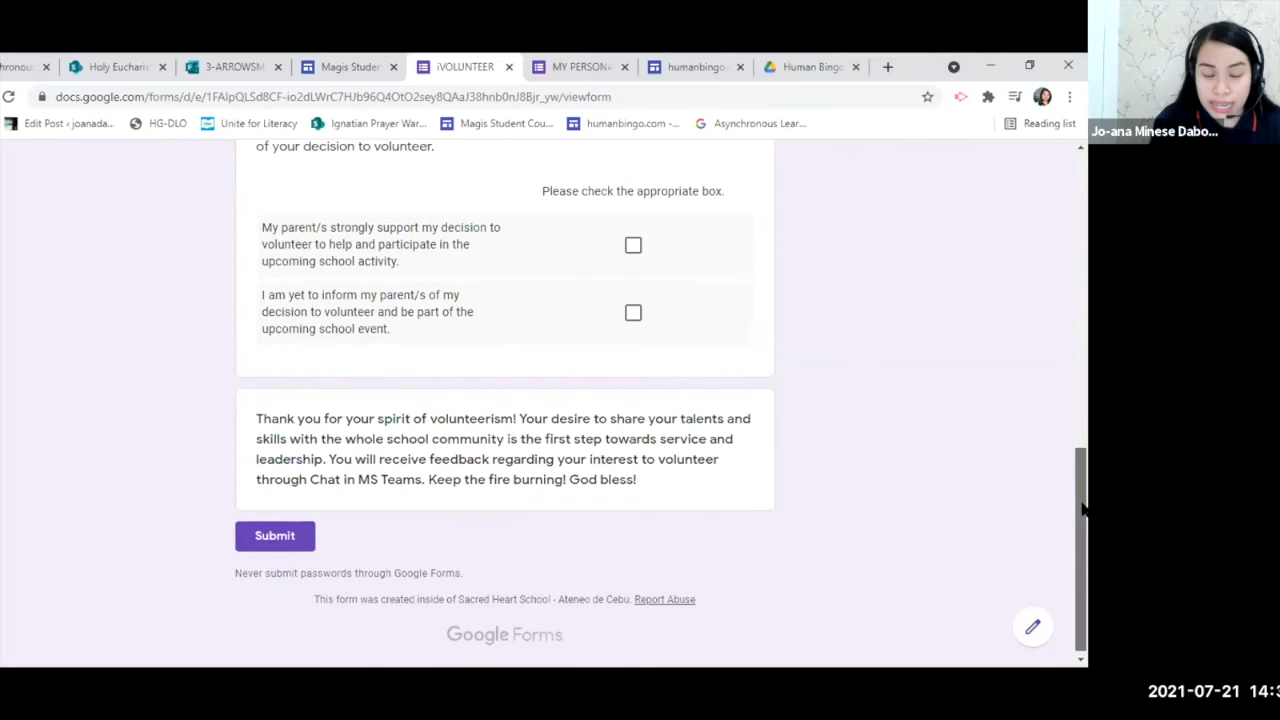 chronou
Holy Eucharis
3-ARROWSM
Magis Studer
iVOLUNTEER
MY PERSONA
humanbingo.
Human Bingo
docs.google.com/forms/d/e/1FAIpQLSd8CF-io2dLWrC7HJb96Q4OtO2sey8QAaJ38hnb0nJ8Bjr_yw/viewform
Edit Post ‹ joanada...
HG-DLO
Unite for Literacy
Ignatian Prayer War...
Magis Student Cou...
humanbingo.com -...
Asynchronous Lear...
Reading list
Jo-ana Minese Dabo...
of your decision to volunteer.
Please check the appropriate box.
My parent/s strongly support my decision to
volunteer to help and participate in the
upcoming school activity.
I am yet to inform my parent/s of my
decision to volunteer and be part of the
upcoming school event.
Thank you for your spirit of volunteerism! Your desire to share your talents and
skills with the whole school community is the first step towards service and
leadership. You will receive feedback regarding your interest to volunteer
through Chat in MS Teams. Keep the fire burning! God bless!
Submit
Never submit passwords through Google Forms.
This form was created inside of Sacred Heart School - Ateneo de Cebu. Report Abuse
Google Forms
2021-07-21 14:3